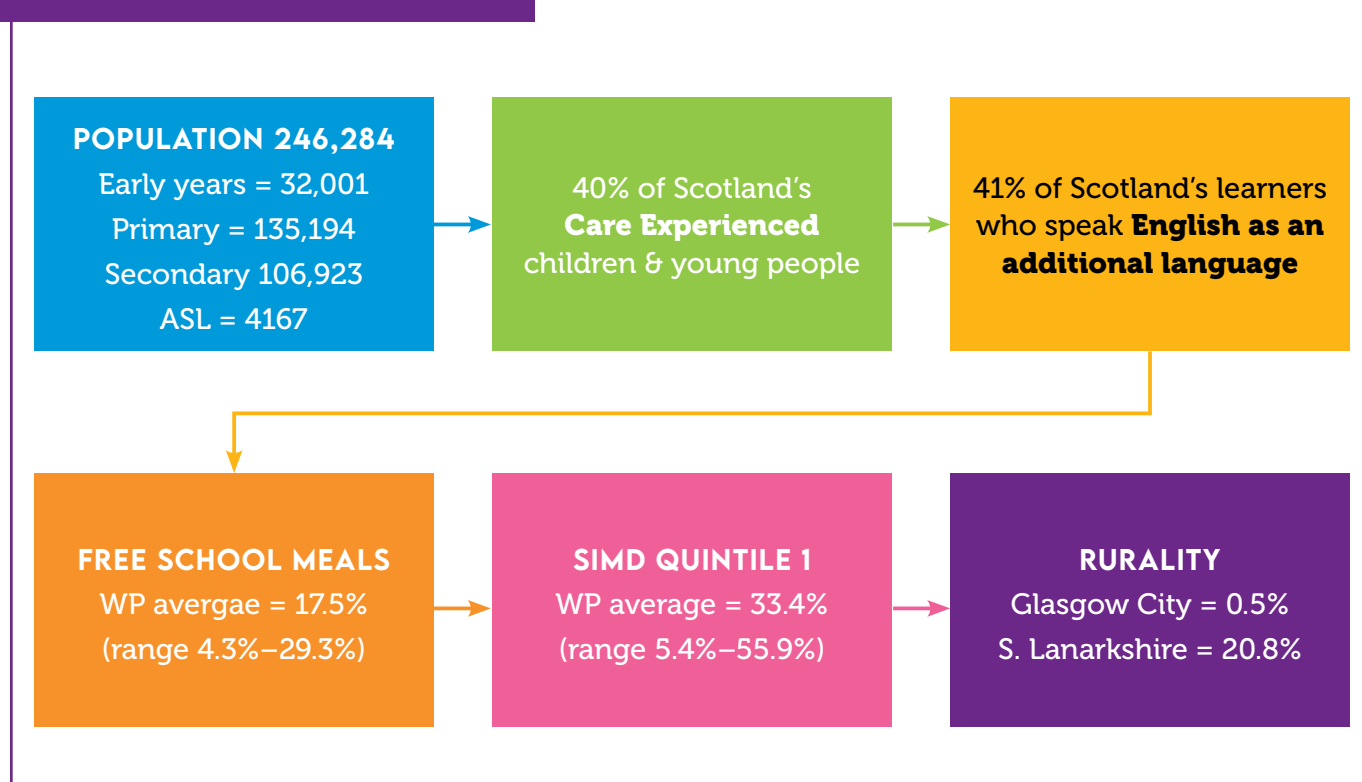 POPULATION 246,284
Early years = 32,001
Primary = 135,194
Secondary 106,923
ASL = 4167
40% of Scotland’s
Care Experienced
children & young people
41% of Scotland’s learners
who speak English as an
additional language
FREE SCHOOL MEALS
WP avergae = 17.5%
(range 4.3%–29.3%)
SIMD QUINTILE 1
WP average = 33.4%
(range 5.4%–55.9%)
RURALITY
Glasgow City = 0.5%
S. Lanarkshire = 20.8%